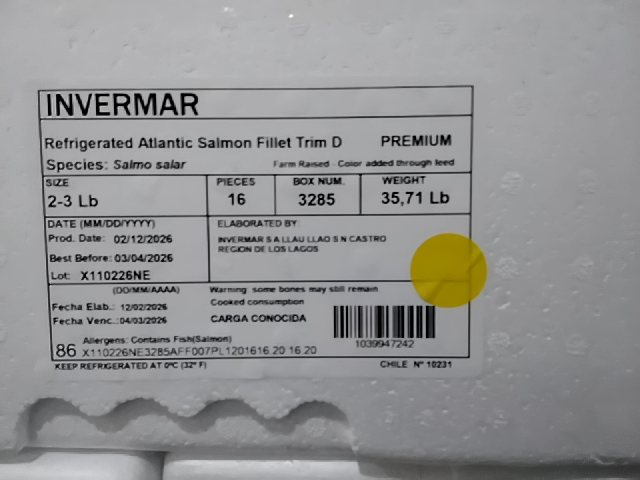 INVERMAR
Refrigerated Atlantic Salmon Fillet Trim D PREMIUM
Species: Salmo salar Farm Raised - Color added through feed
SIZE PIECES BOX NUM. WEIGHT
2-3 Lb 16 3285 35,71 Lb
DATE (MM/DD/YYYY) ELABORATED BY
Prod. Date: 02/12/2026 INVERMAR S A LLAU LLAO S N CASTRO
REGION DE LOS LAGOS
Best Before: 03/04/2026
Lot: X110226NE
(DD/MM/AAAA) Warning: some bones may still remain
Cooked consumption
Fecha Elab.: 12/02/2026
Fecha Venc.: 04/03/2026 CARGA CONOCIDA
Allergens: Contains Fish(Salmon) 1039947242
86 X110226NE3285AFF007PL1201616.20 16.20
KEEP REFRIGERATED AT 0ºC (32º F) CHILE Nº 10231